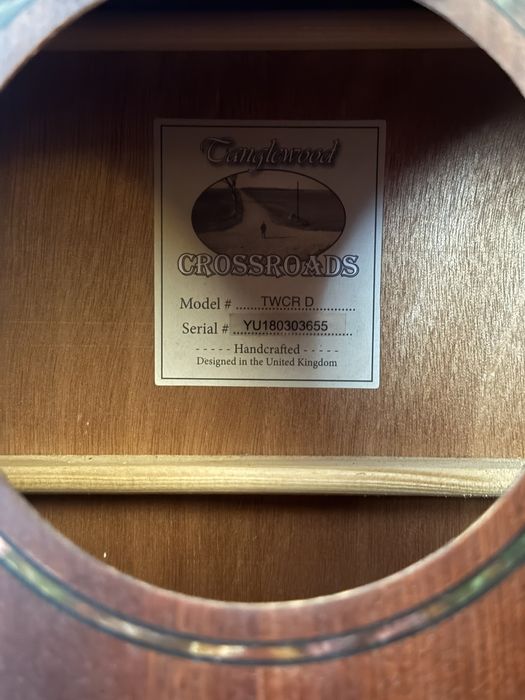 Tanglewood
CROSSROADS
Model # TWCR D
Serial # YU180303655
- - - - - Handcrafted - - - - -
Designed in the United Kingdom